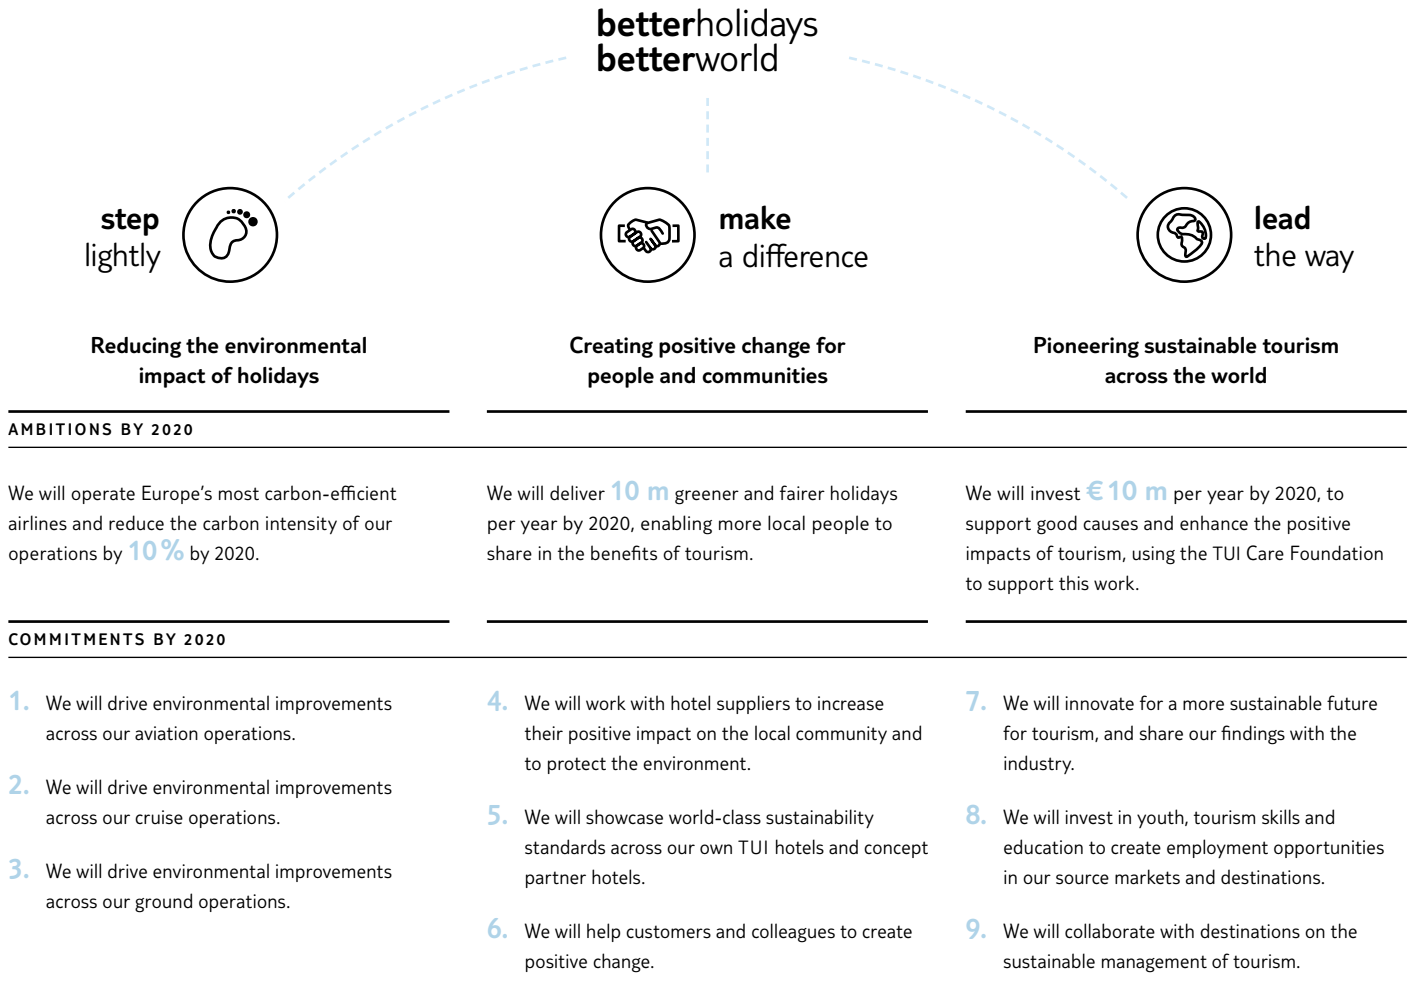 betterholidays
betterworld
step
lightly
make
a difference
lead
the way
Reducing the environmental
impact of holidays
Creating positive change for
people and communities
Pioneering sustainable tourism
across the world
AMBITIONS BY 2020
We will operate Europe's most carbon-efficient
airlines and reduce the carbon intensity of our
operations by 10% by 2020.
We will deliver 10 m greener and fairer holidays
per year by 2020, enabling more local people to
share in the benefits of tourism.
We will invest €10 m per year by 2020, to
support good causes and enhance the positive
impacts of tourism, using the TUI Care Foundation
to support this work.
COMMITMENTS BY 2020
1. We will drive environmental improvements
across our aviation operations.
2. We will drive environmental improvements
across our cruise operations.
3. We will drive environmental improvements
across our ground operations.
4. We will work with hotel suppliers to increase
their positive impact on the local community and
to protect the environment.
5. We will showcase world-class sustainability
standards across our own TUI hotels and concept
partner hotels.
6. We will help customers and colleagues to create
positive change.
7. We will innovate for a more sustainable future
for tourism, and share our findings with the
industry.
8. We will invest in youth, tourism skills and
education to create employment opportunities
in our source markets and destinations.
9. We will collaborate with destinations on the
sustainable management of tourism.